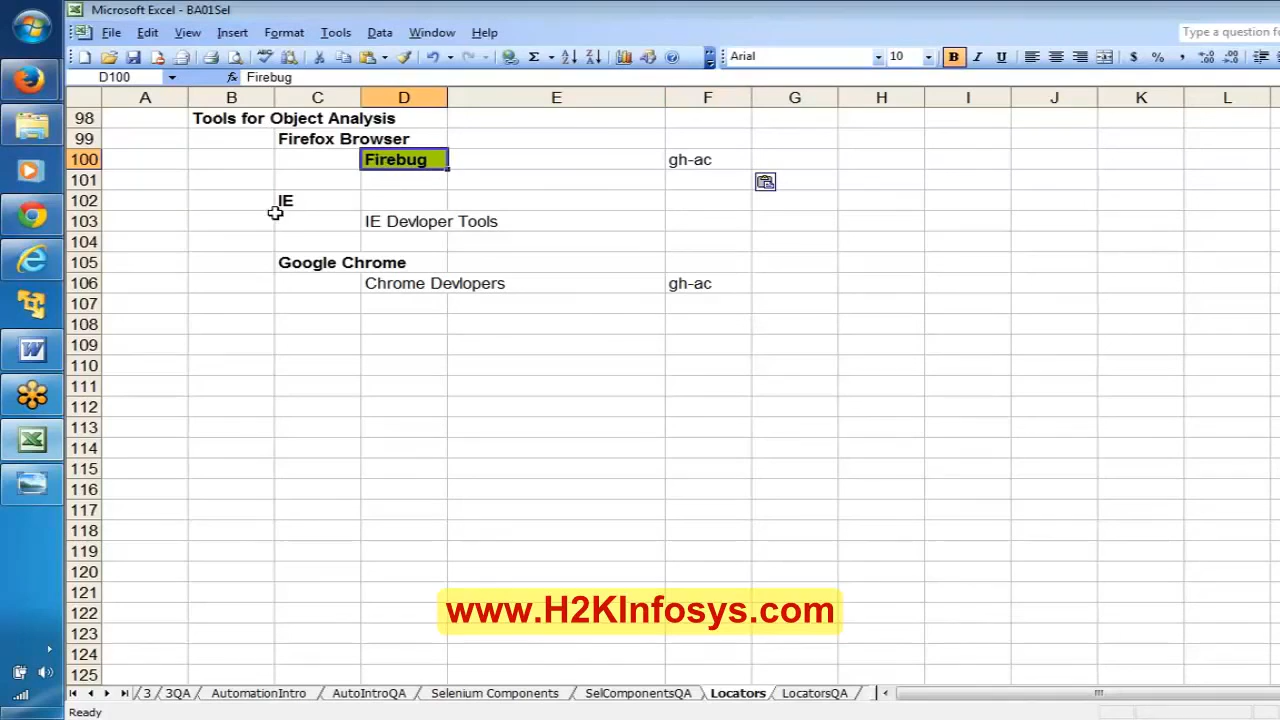 Microsoft Excel - BA01Sel
File Edit View Insert Format Tools Data Window Help
Type a question for
Arial 10 B I U $ % ,
D100 fx Firebug
A B C D E F G H I J K L
98 Tools for Object Analysis
99 Firefox Browser
100 Firebug gh-ac
101
102 IE
103 IE Devloper Tools
104
105 Google Chrome
106 Chrome Devlopers gh-ac
107
108
109
110
111
112
113
114
115
116
117
118
119
120
121
122
123
124
125
www.H2KInfosys.com
3 3QA AutomationIntro AutoIntroQA Selenium Components SelComponentsQA Locators LocatorsQA
Ready